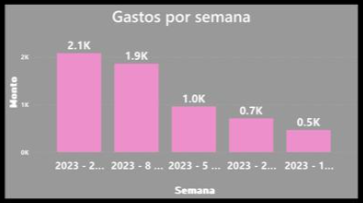 Gastos por semana
2.1K
1.9K
1.0K
0.7K
0.5K
2K
1K
0K
Monto
2023 - 2... 2023 - 8 ... 2023 - 5 ... 2023 - 2... 2023 - 1...
Semana